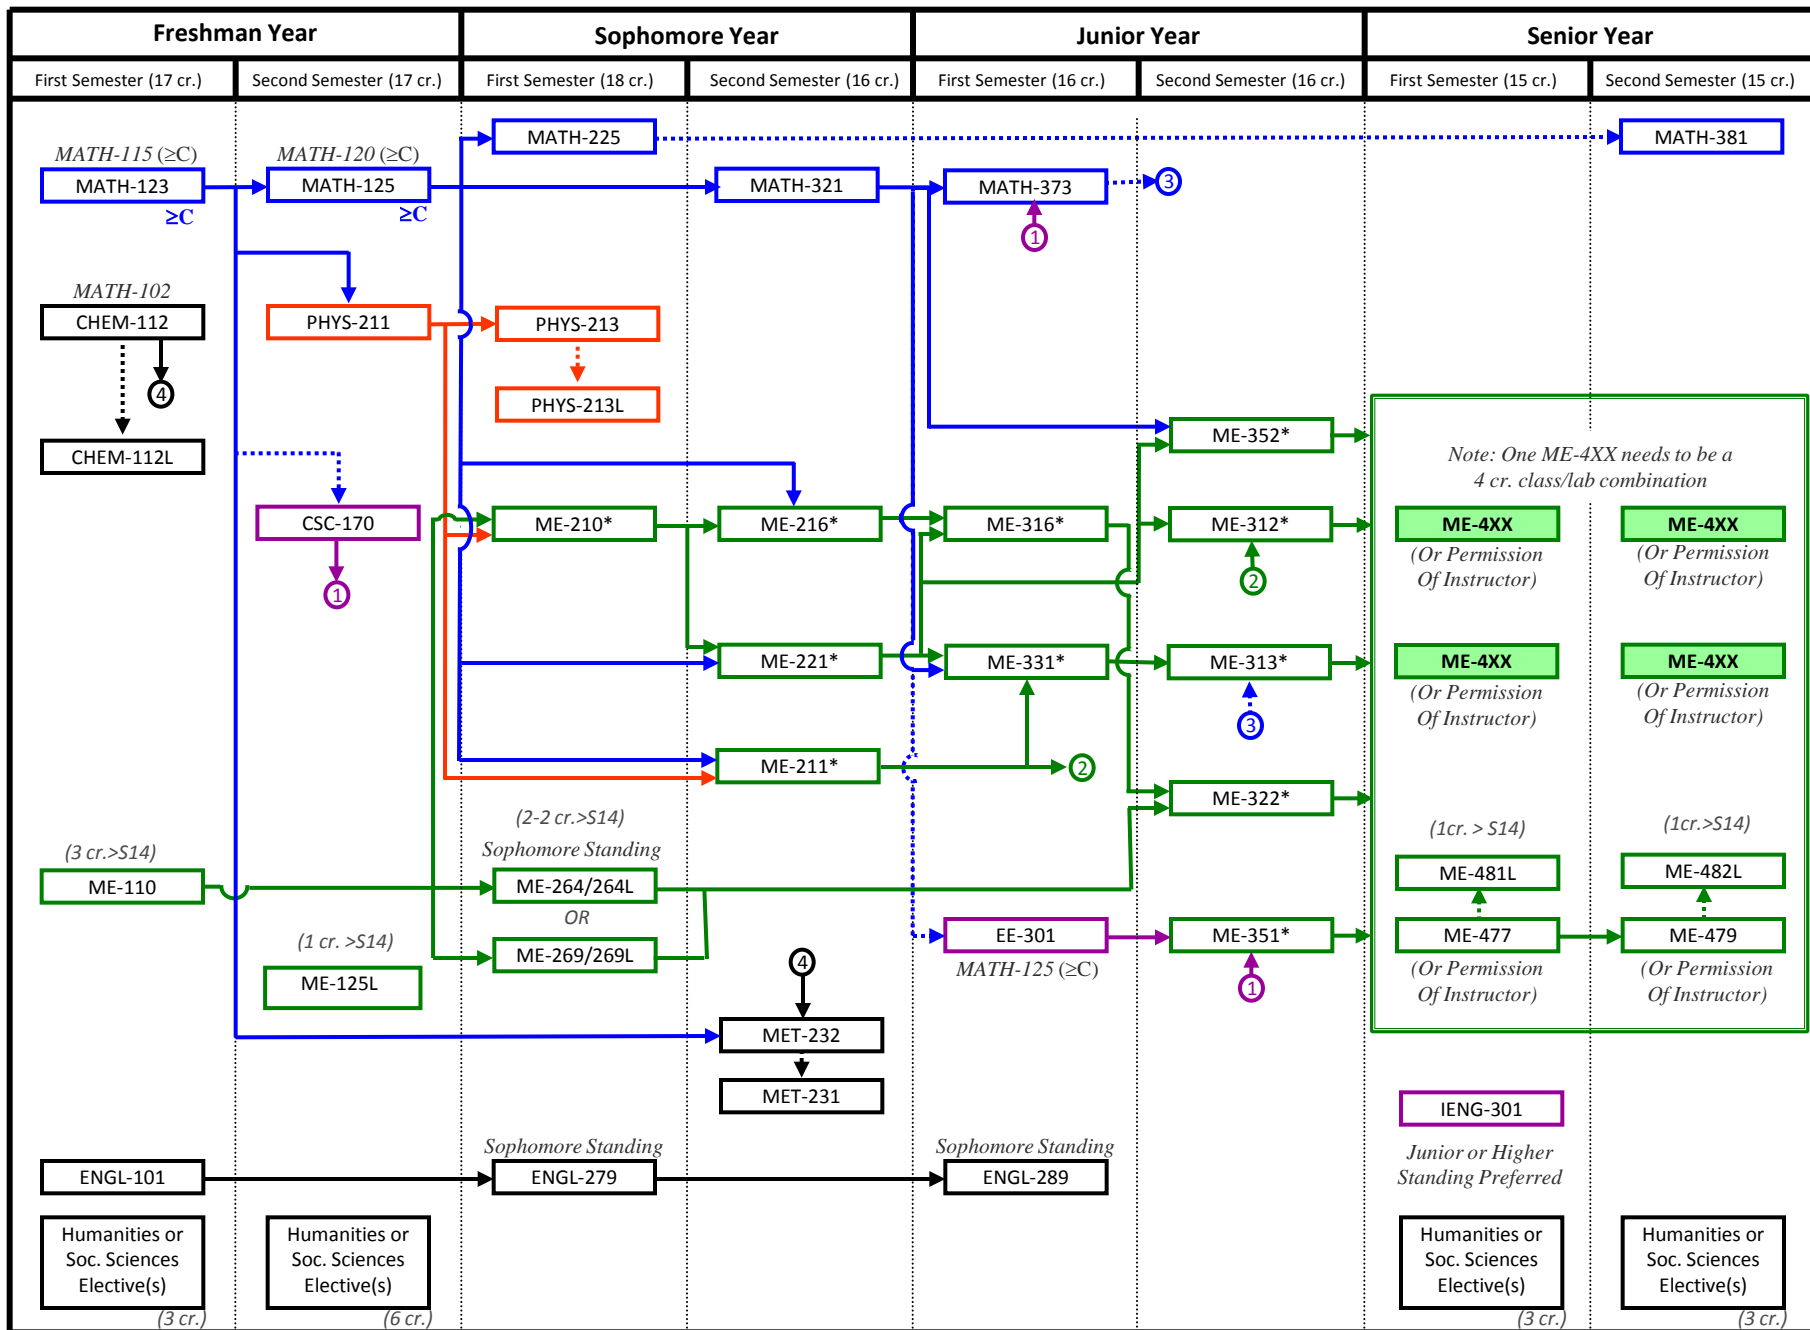 Freshman Year
Sophomore Year
Junior Year
Senior Year
First Semester (17 cr.)
Second Semester (17 cr.)
First Semester (18 cr.)
Second Semester (16 cr.)
First Semester (16 cr.)
Second Semester (16 cr.)
First Semester (15 cr.)
Second Semester (15 cr.)
MATH-225
MATH-381
MATH-115 (≥C)
MATH-120 (≥C)
MATH-123
MATH-125
MATH-321
MATH-373
3
≥C
≥C
1
MATH-102
CHEM-112
PHYS-211
PHYS-213
4
PHYS-213L
CHEM-112L
ME-352*
Note: One ME-4XX needs to be a
4 cr. class/lab combination
CSC-170
ME-210*
ME-216*
ME-316*
ME-312*
ME-4XX
ME-4XX
(Or Permission
Of Instructor)
(Or Permission
Of Instructor)
1
2
ME-221*
ME-331*
ME-313*
ME-4XX
ME-4XX
(Or Permission
Of Instructor)
(Or Permission
Of Instructor)
3
ME-211*
2
ME-322*
(2-2 cr.>S14)
(1cr. > S14)
(1cr.>S14)
(3 cr.>S14)
Sophomore Standing
ME-110
ME-264/264L
ME-481L
ME-482L
OR
(1 cr. >S14)
ME-269/269L
EE-301
ME-351*
ME-477
ME-479
ME-125L
4
MATH-125 (≥C)
1
(Or Permission
Of Instructor)
(Or Permission
Of Instructor)
MET-232
MET-231
IENG-301
Sophomore Standing
Sophomore Standing
Junior or Higher
Standing Preferred
ENGL-101
ENGL-279
ENGL-289
Humanities or
Soc. Sciences
Elective(s)
(3 cr.)
Humanities or
Soc. Sciences
Elective(s)
(6 cr.)
Humanities or
Soc. Sciences
Elective(s)
(3 cr.)
Humanities or
Soc. Sciences
Elective(s)
(3 cr.)